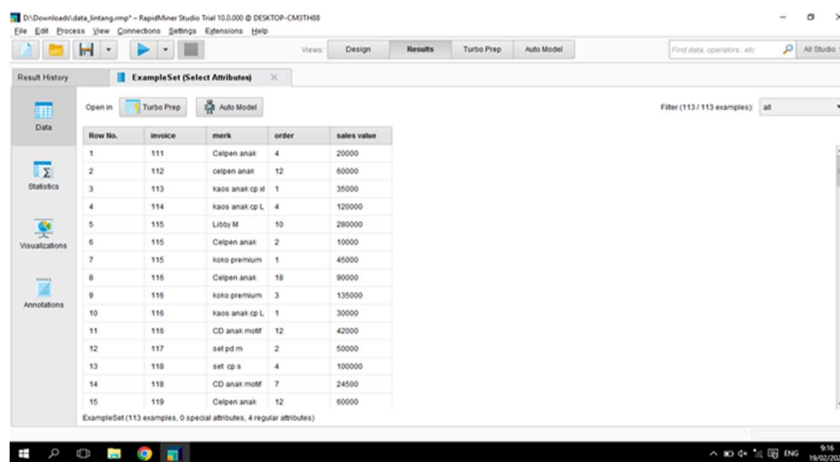 D:\Downloads\data_lintang.rmp* – RapidMiner Studio Trial 10.0.000 @ DESKTOP-CM3TH88
File Edit Process View Connections Settings Extensions Help
Views: Design Results Turbo Prep Auto Model Find data, operators...etc All Studio
Result History ExampleSet (Select Attributes)
Open in Turbo Prep Auto Model Filter (113 / 113 examples): all
Data
Statistics
Visualizations
Annotations
Row No. invoice merk order sales value
1 111 Celpen anak 4 20000
2 112 celpen anak 12 60000
3 113 kaos anak cp xl 1 35000
4 114 kaos anak cp L 4 120000
5 115 Libby M 10 280000
6 115 Celpen anak 2 10000
7 115 koko premium 1 45000
8 116 Celpen anak 18 90000
9 116 koko premium 3 135000
10 116 kaos anak cp L 1 30000
11 116 CD anak motif 12 42000
12 117 set pd m 2 50000
13 118 set cp s 4 100000
14 118 CD anak motif 7 24500
15 119 Celpen anak 12 60000
ExampleSet (113 examples, 0 special attributes, 4 regular attributes)
ENG 9:16